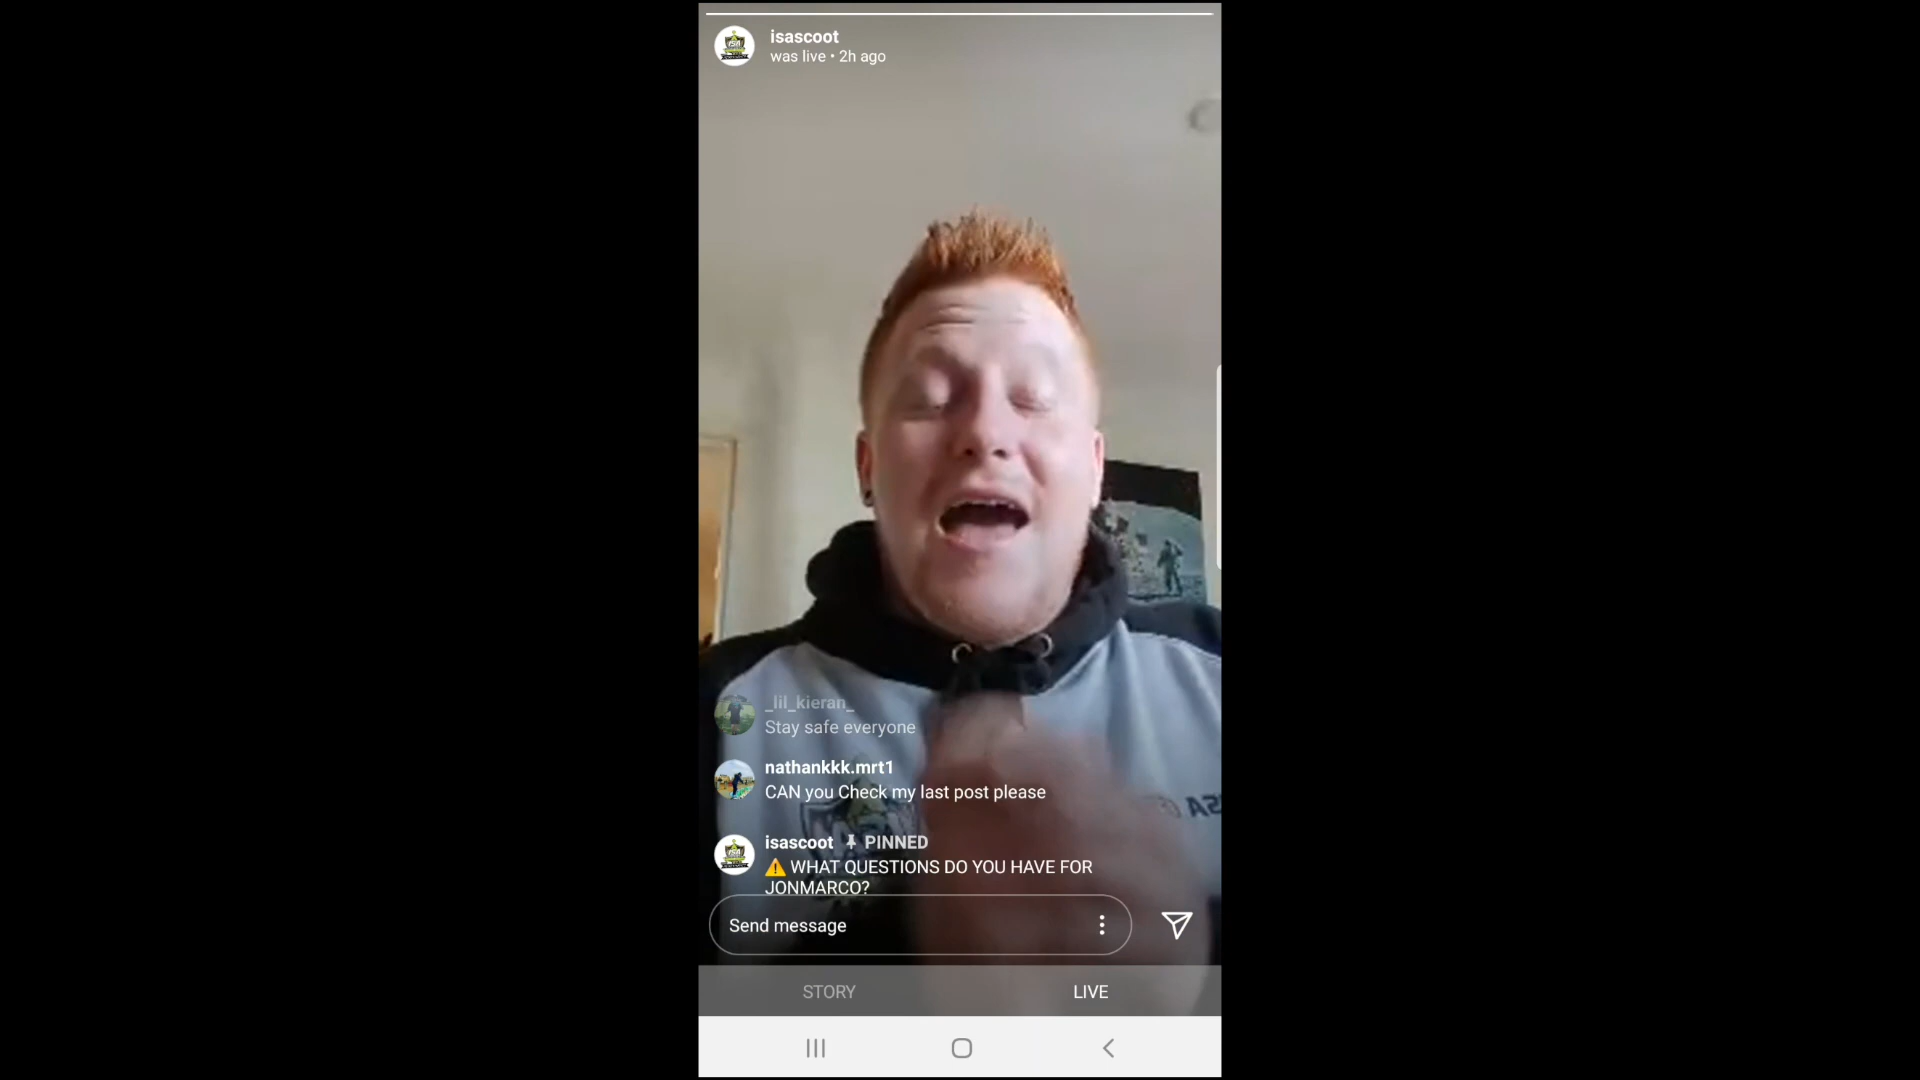 isascoot
was live • 2h ago
_lil_kieran_
Stay safe everyone
nathankkk.mrt1
CAN you Check my last post please
isascoot PINNED
⚠️ WHAT QUESTIONS DO YOU HAVE FOR
JONMARCO?
Send message
STORY
LIVE
ISA